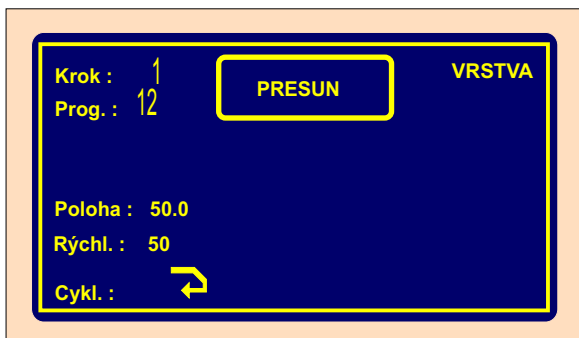 Krok : 1
PRESUN
VRSTVA
Prog. : 12
Poloha : 50.0
Rýchl. : 50
Cykl. :